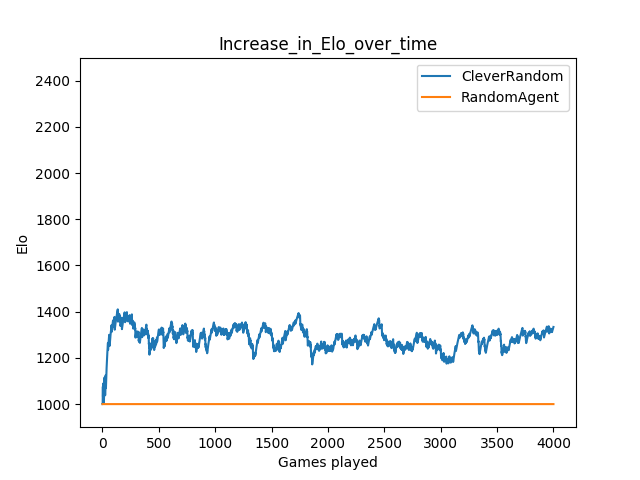 Increase_in_Elo_over_time
CleverRandom
RandomAgent
2400
2200
2000
1800
1600
1400
1200
1000
Elo
0 500 1000 1500 2000 2500 3000 3500 4000
Games played